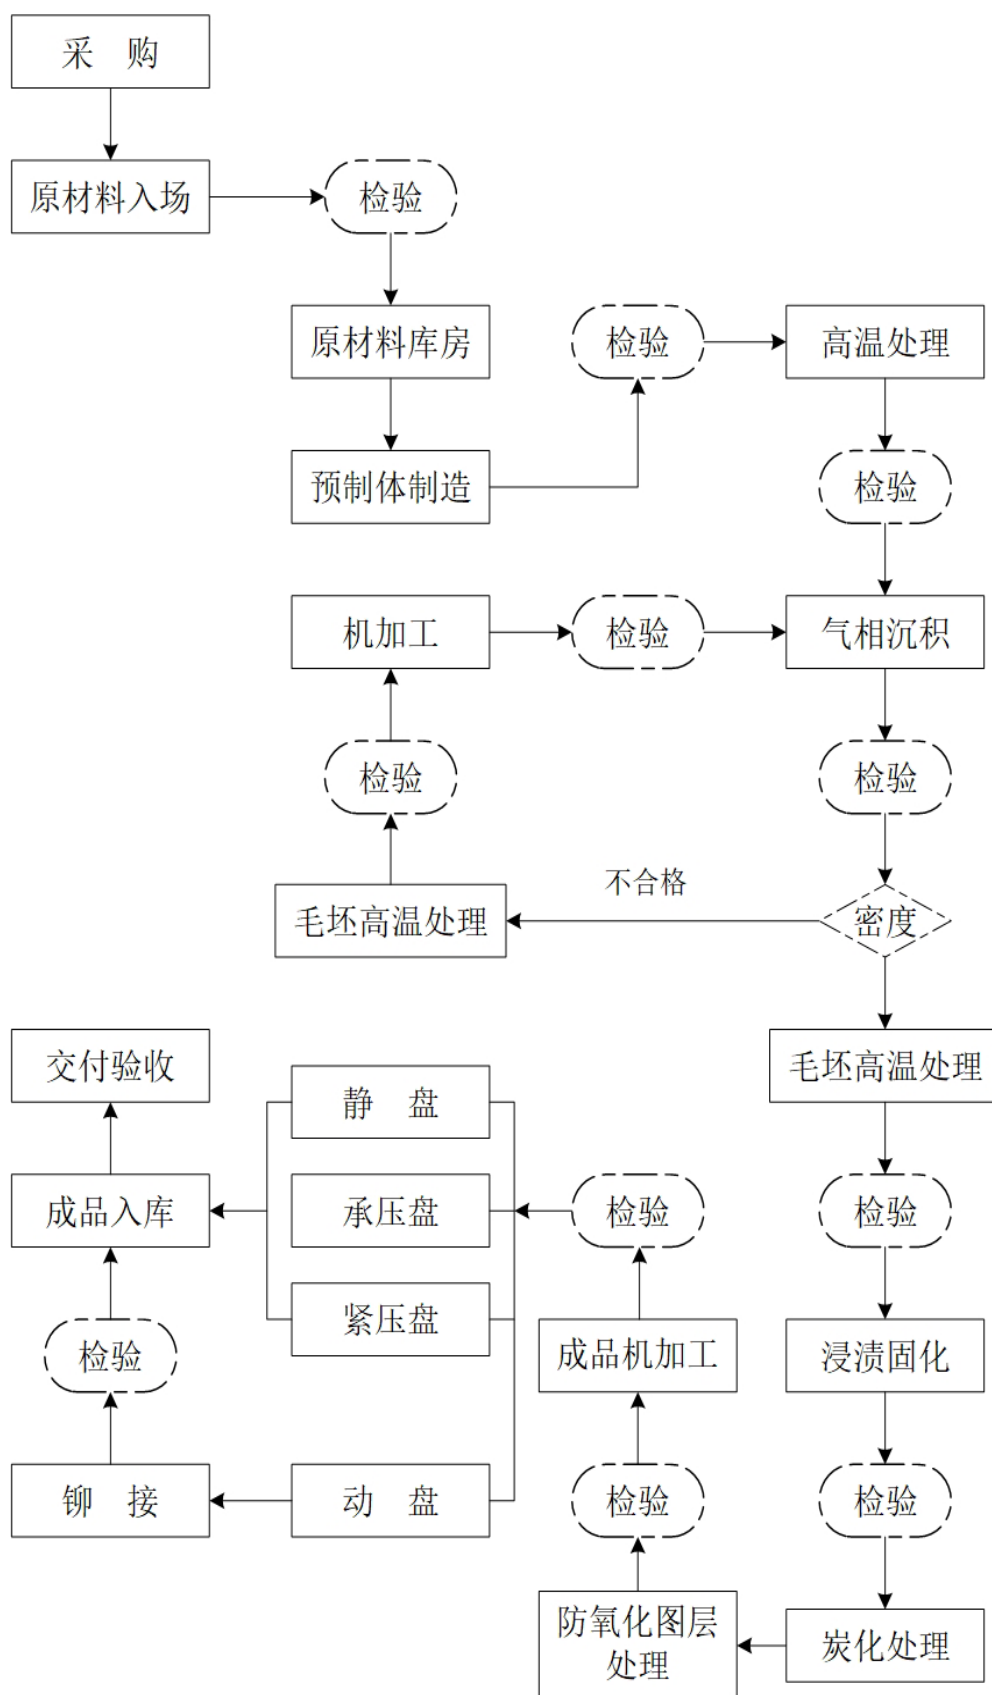 采 购
原材料入场
检验
原材料库房
检验
高温处理
预制体制造
检验
机加工
检验
气相沉积
检验
检验
不合格
毛坯高温处理
密度
交付验收
毛坯高温处理
静 盘
成品入库
承压盘
检验
检验
紧压盘
检验
成品机加工
浸渍固化
铆 接
动 盘
检验
检验
防氧化图层
处理
炭化处理